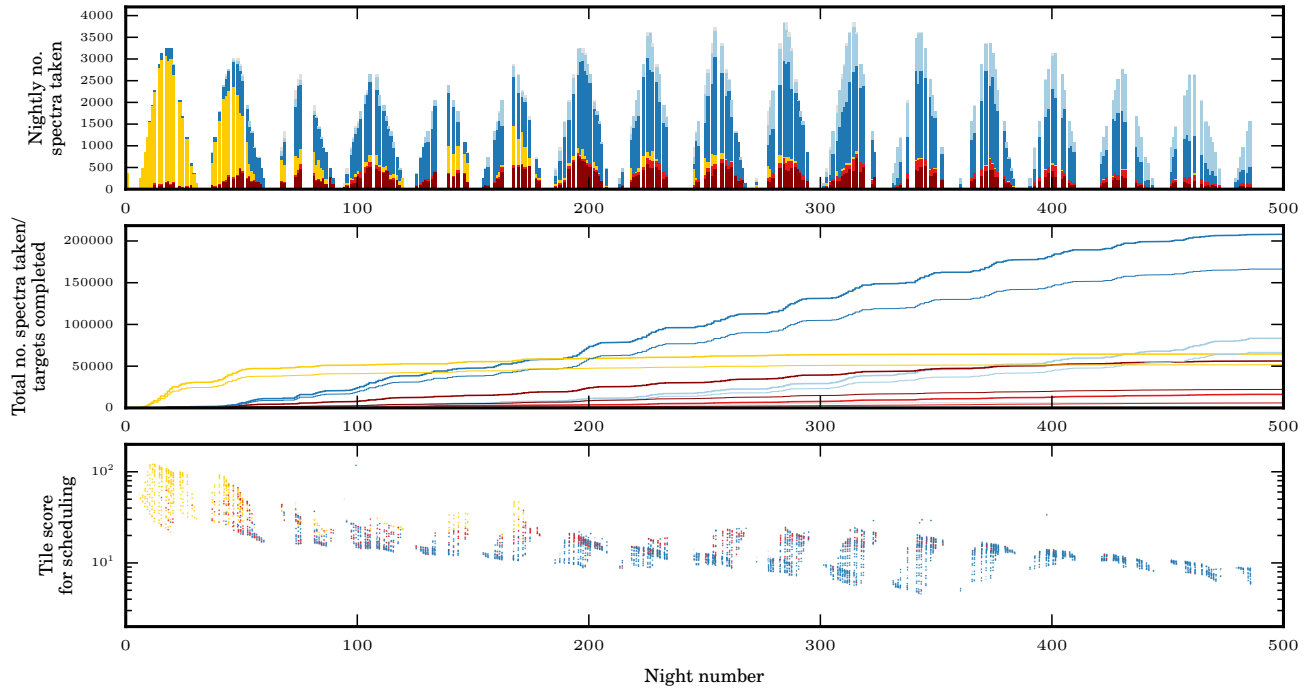 Nightly no.
spectra taken
4000
3500
3000
2500
2000
1500
1000
500
0
0 100 200 300 400 500
Total no. spectra taken/
targets completed
200000
150000
100000
50000
0
0 100 200 300 400 500
Tile score
for scheduling
10²
10¹
0 100 200 300 400 500
Night number